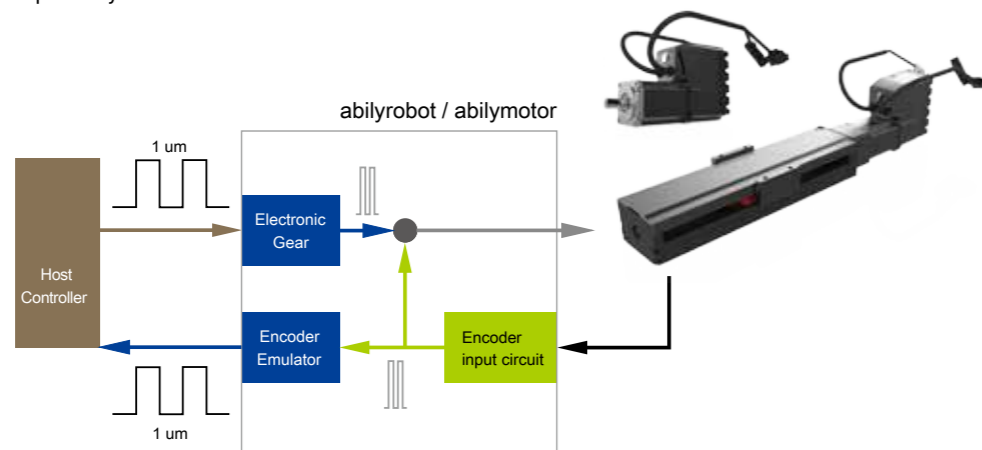 abilyrobot / abilymotor
1 um
Electronic
Gear
Host
Controller
Encoder
Emulator
Encoder
input circuit
1 um